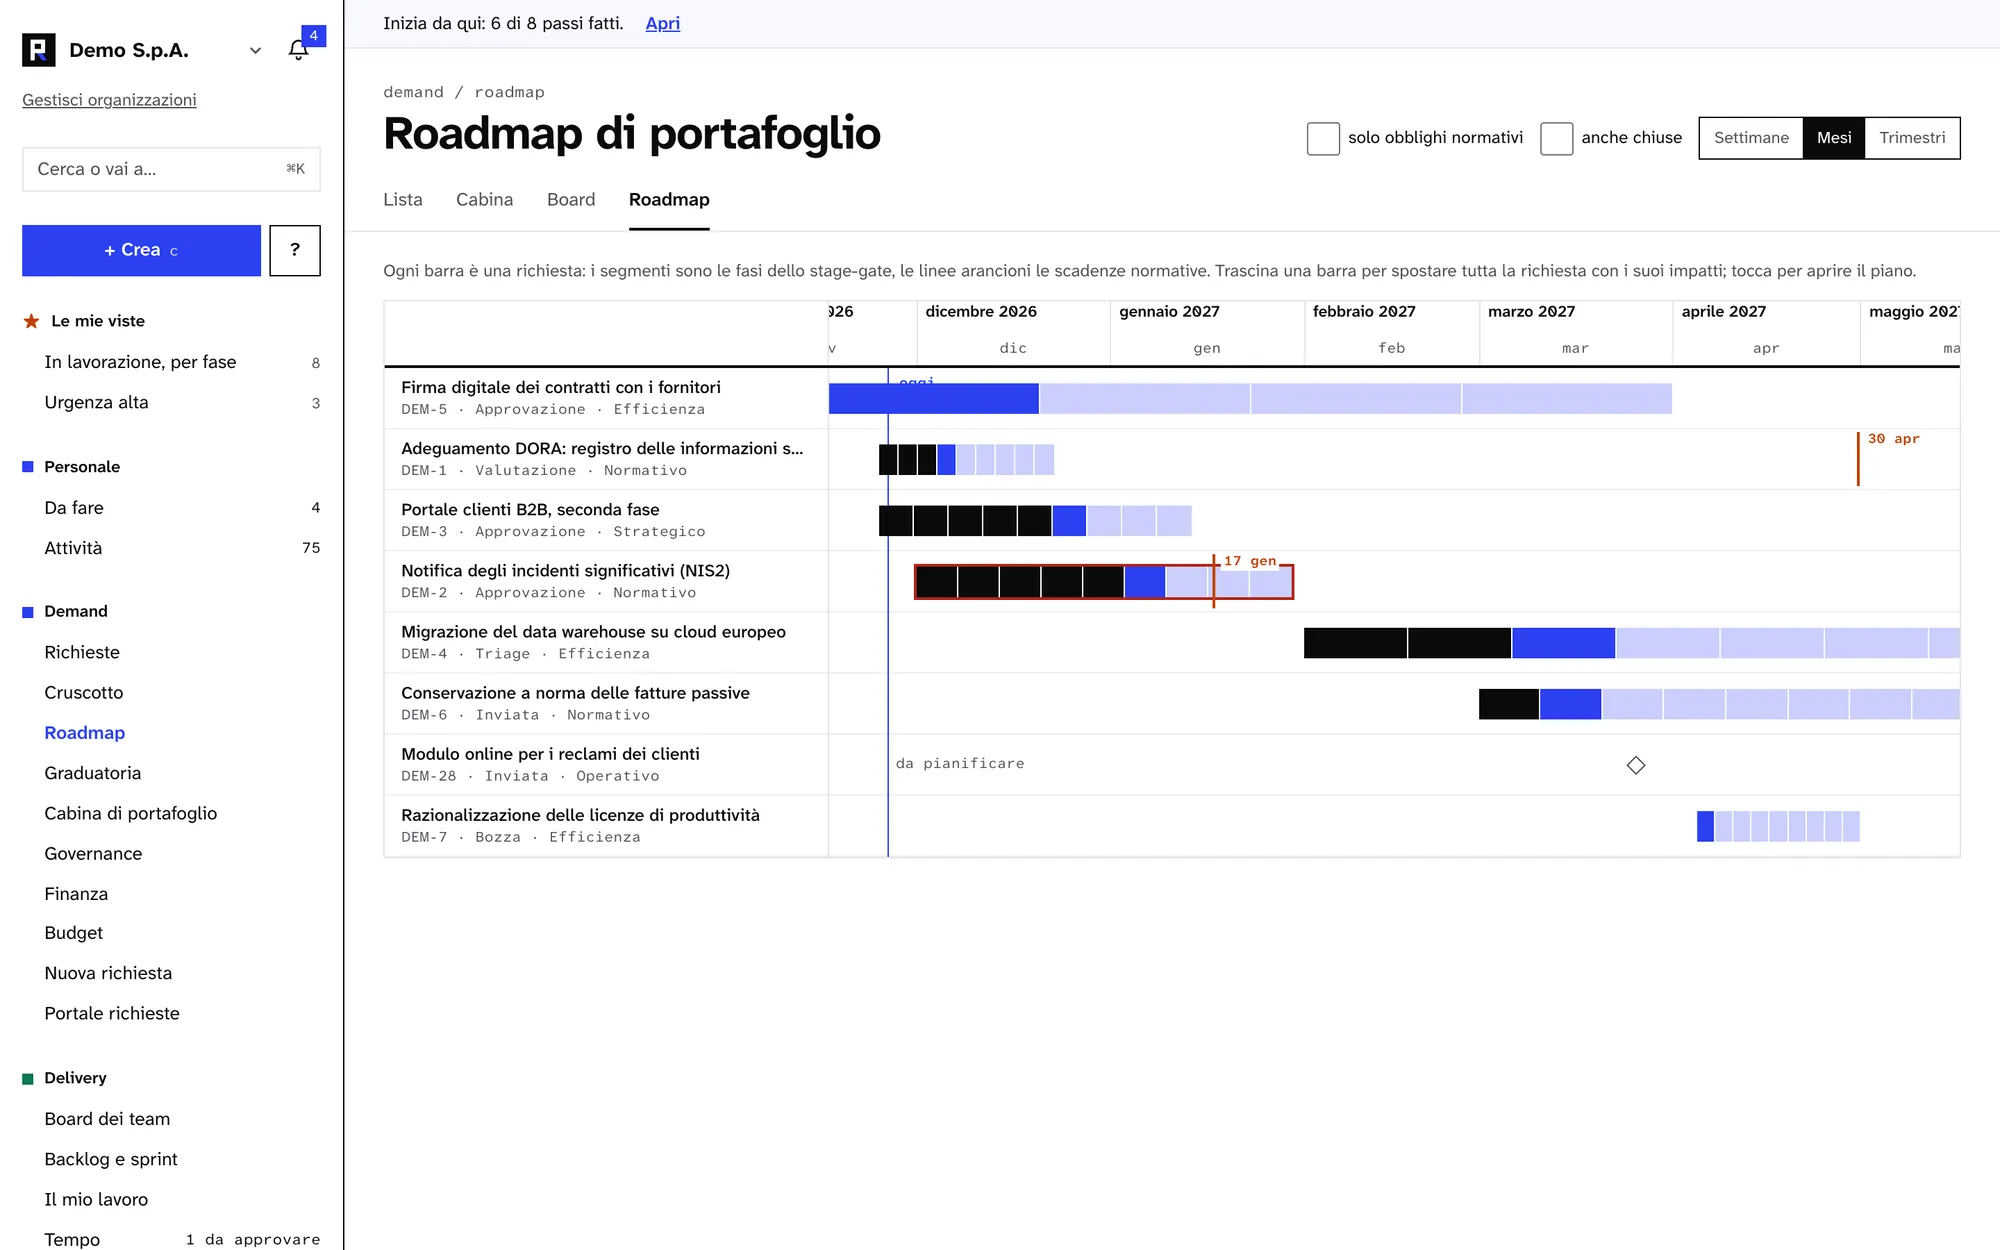 Demo S.p.A.
4
Gestisci organizzazioni
Cerca o vai a... ⌘K
+ Crea c
?
Le mie viste
In lavorazione, per fase 8
Urgenza alta 3
Personale
Da fare 4
Attività 75
Demand
Richieste
Cruscotto
Roadmap
Graduatoria
Cabina di portafoglio
Governance
Finanza
Budget
Nuova richiesta
Portale richieste
Delivery
Board dei team
Backlog e sprint
Il mio lavoro
Tempo 1 da approvare
Inizia da qui: 6 di 8 passi fatti. Apri
demand / roadmap
Roadmap di portafoglio
solo obblighi normativi
anche chiuse
Settimane Mesi Trimestri
Lista Cabina Board Roadmap
Ogni barra è una richiesta: i segmenti sono le fasi dello stage-gate, le linee arancioni le scadenze normative. Trascina una barra per spostare tutta la richiesta con i suoi impatti; tocca per aprire il piano.
026 dicembre 2026 gennaio 2027 febbraio 2027 marzo 2027 aprile 2027 maggio 2027
v dic gen feb mar apr ma
oggi
Firma digitale dei contratti con i fornitori
DEM-5 · Approvazione · Efficienza
Adeguamento DORA: registro delle informazioni s...
DEM-1 · Valutazione · Normativo
30 apr
Portale clienti B2B, seconda fase
DEM-3 · Approvazione · Strategico
Notifica degli incidenti significativi (NIS2)
DEM-2 · Approvazione · Normativo
17 gen
Migrazione del data warehouse su cloud europeo
DEM-4 · Triage · Efficienza
Conservazione a norma delle fatture passive
DEM-6 · Inviata · Normativo
Modulo online per i reclami dei clienti
DEM-28 · Inviata · Operativo
da pianificare
Razionalizzazione delle licenze di produttività
DEM-7 · Bozza · Efficienza